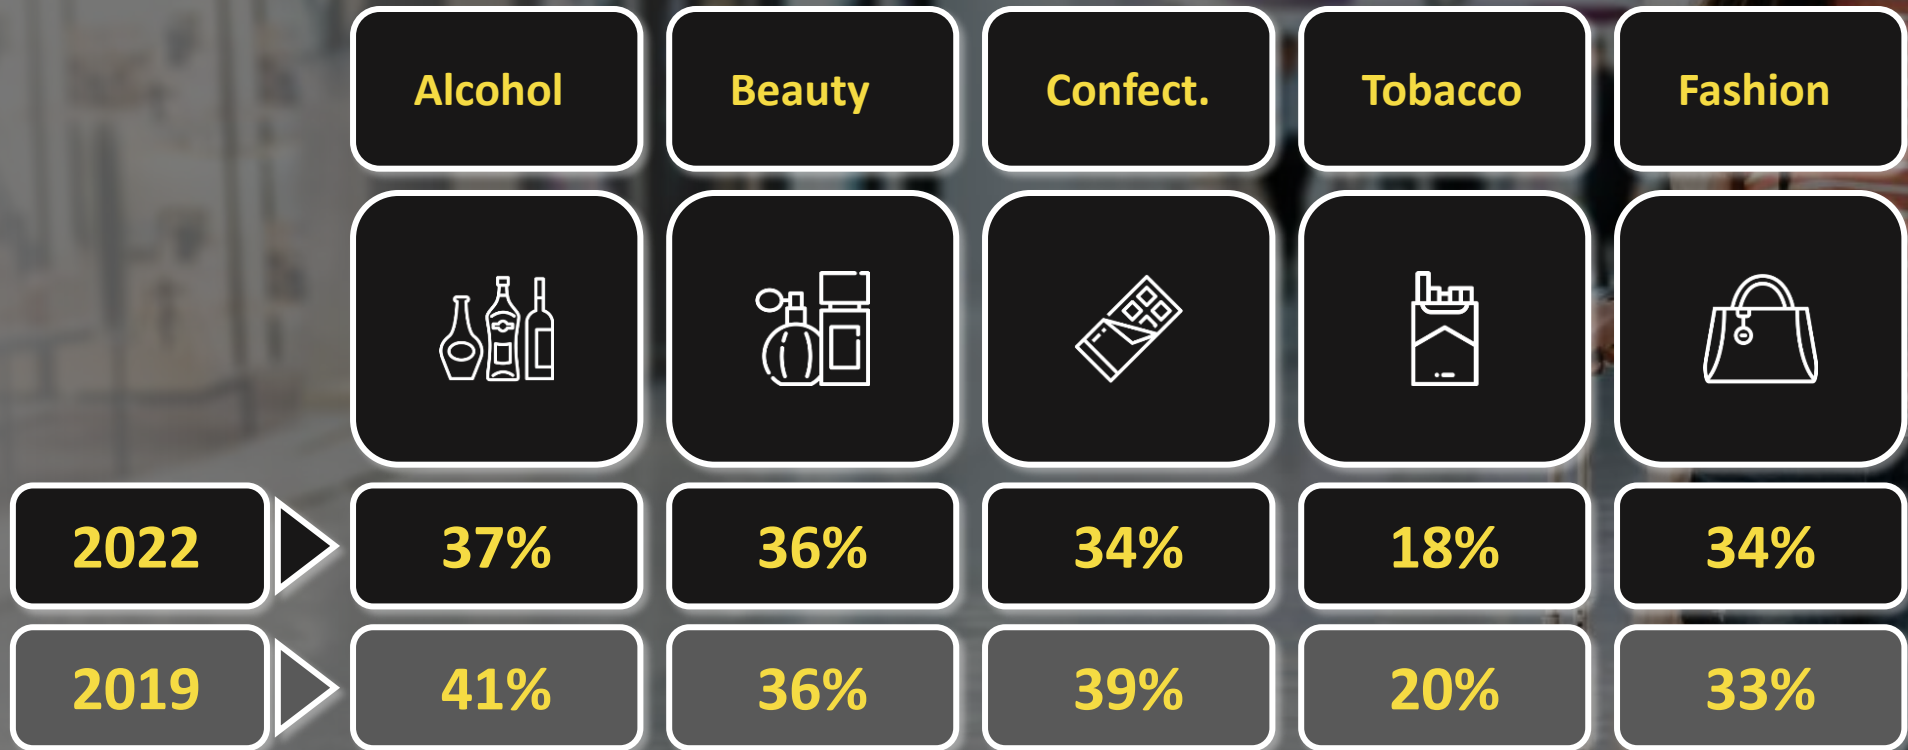 Alcohol Beauty Confect. Tobacco Fashion
2022 37% 36% 34% 18% 34%
2019 41% 36% 39% 20% 33%